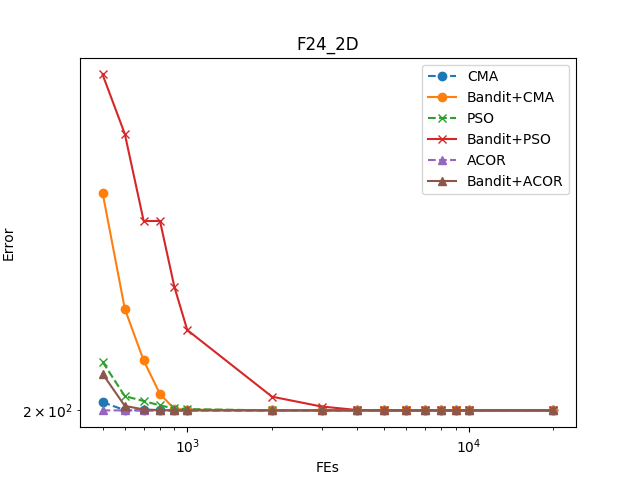 F24_2D
CMA
Bandit+CMA
PSO
Bandit+PSO
ACOR
Bandit+ACOR
Error
2 × 10²
10³
10⁴
FEs